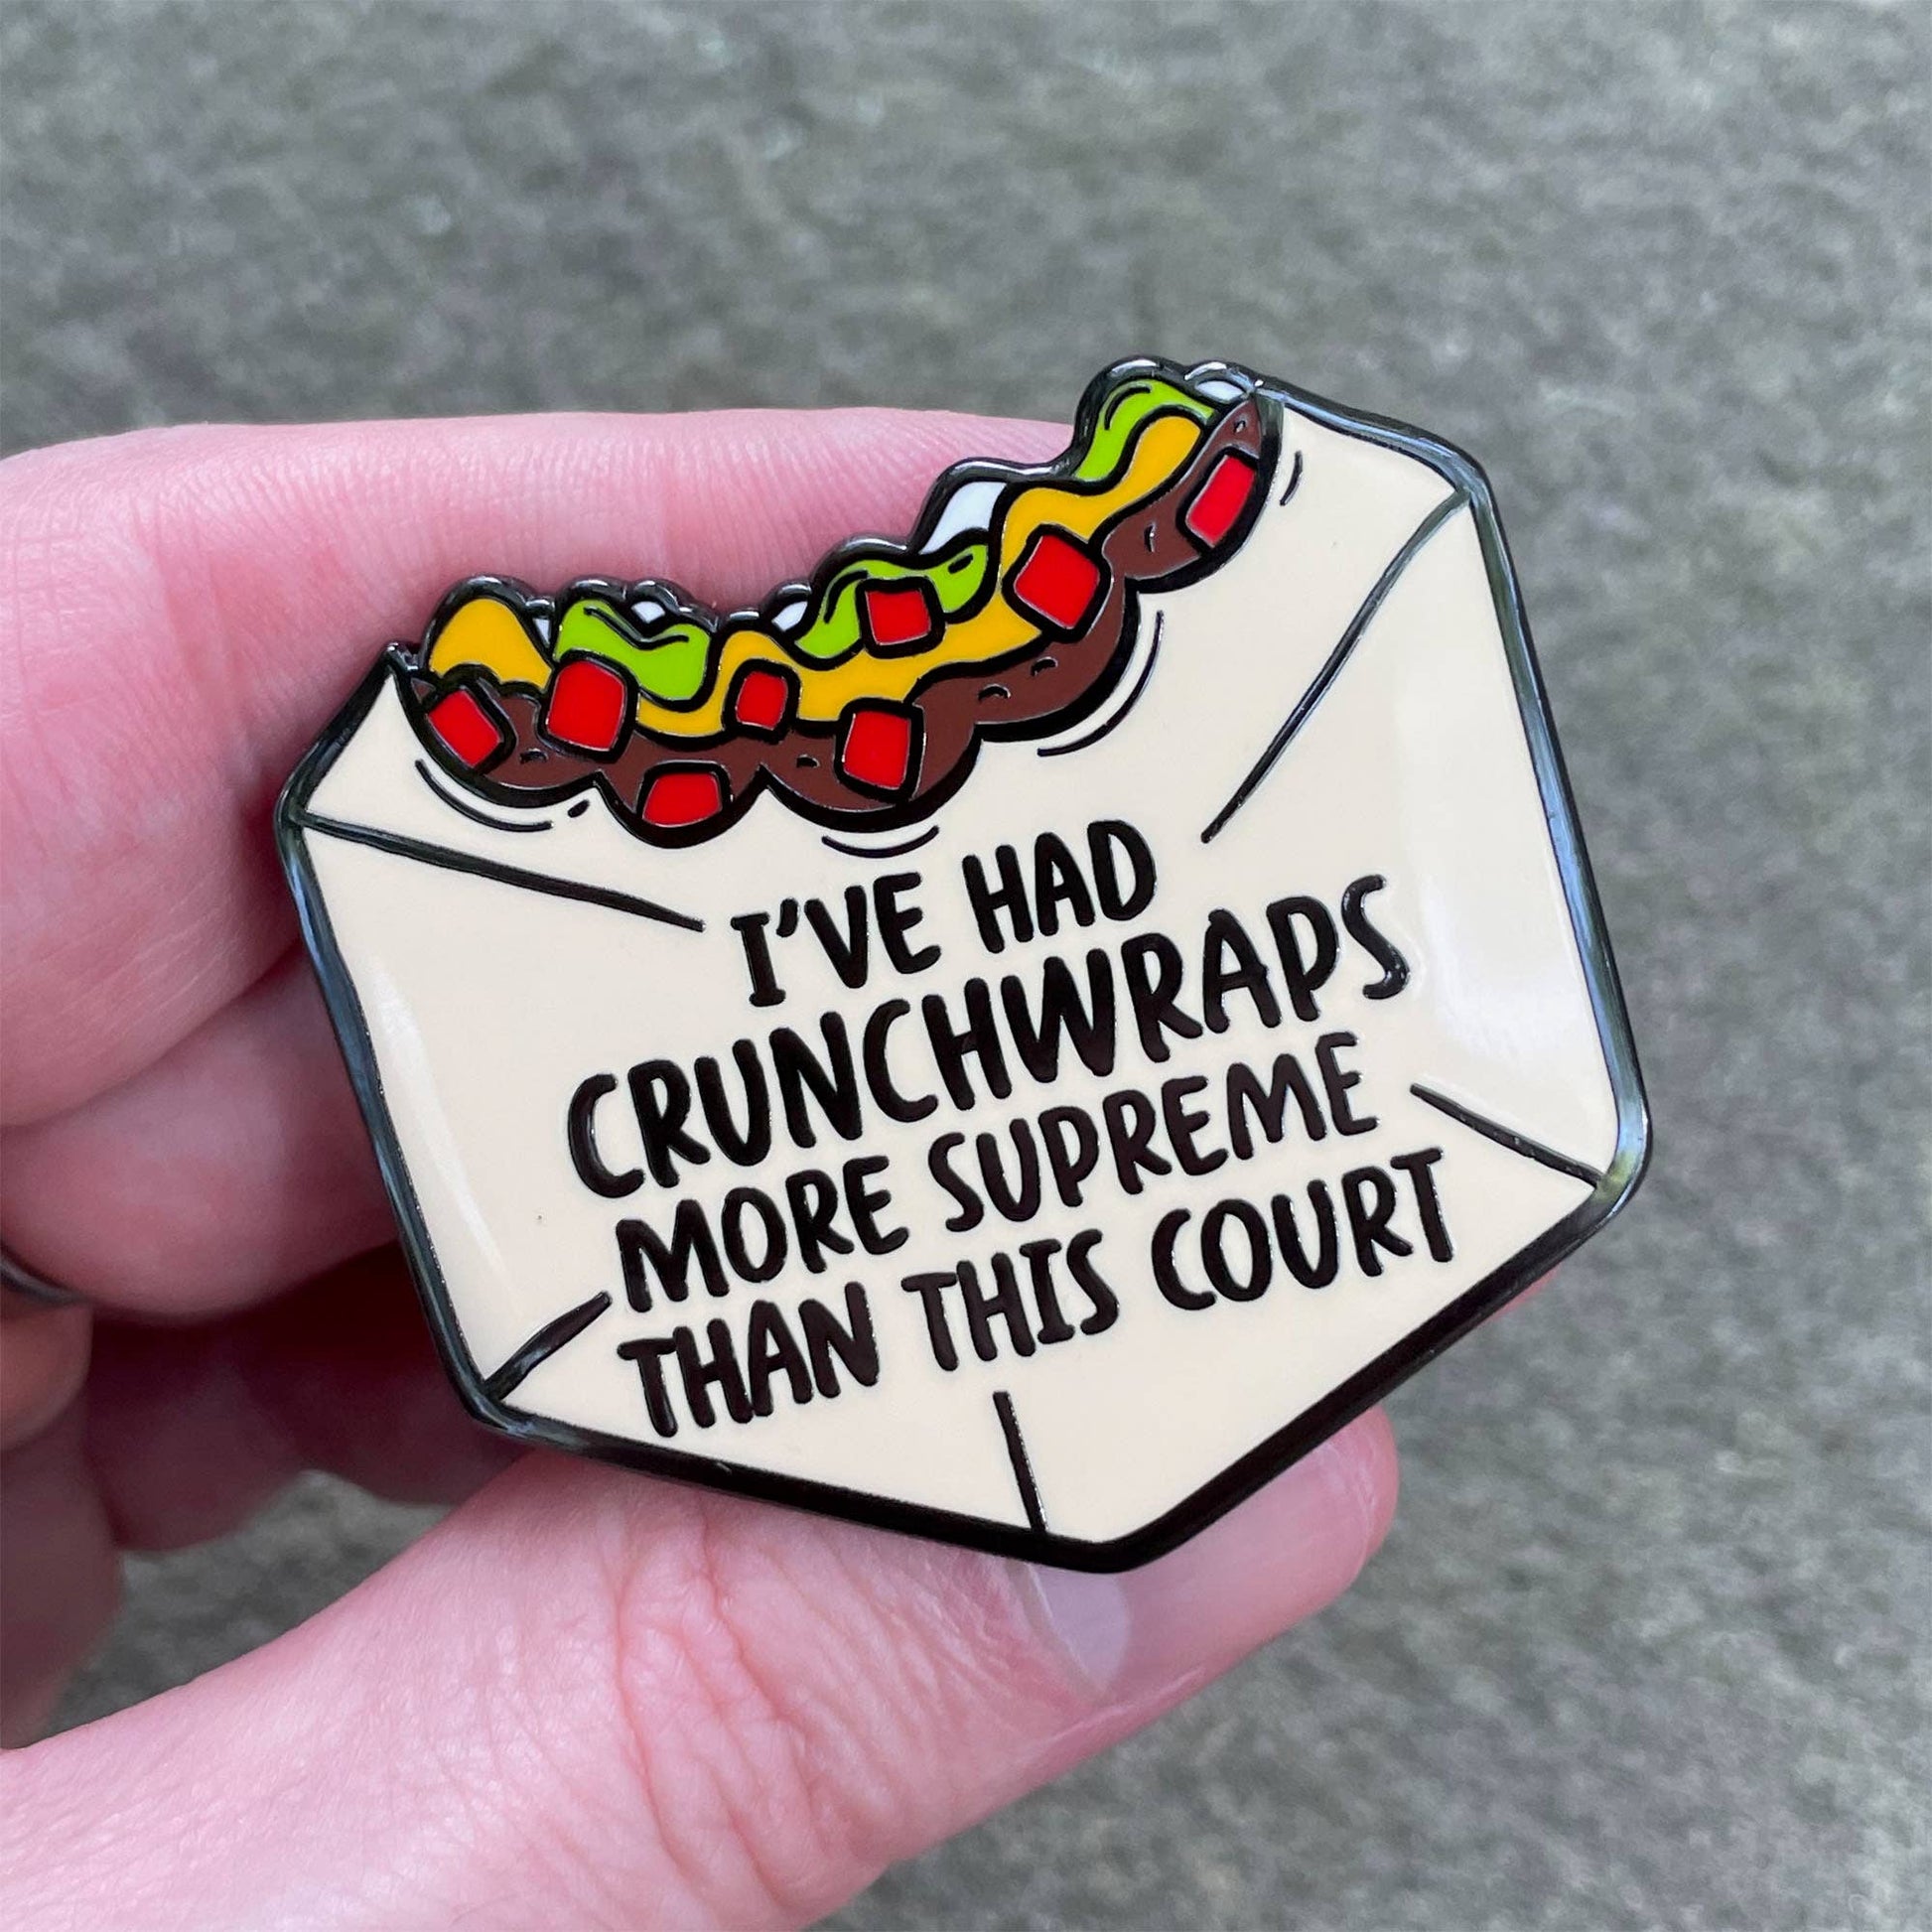 I'VE HAD
CRUNCHWRAPS
MORE SUPREME
THAN THIS COURT